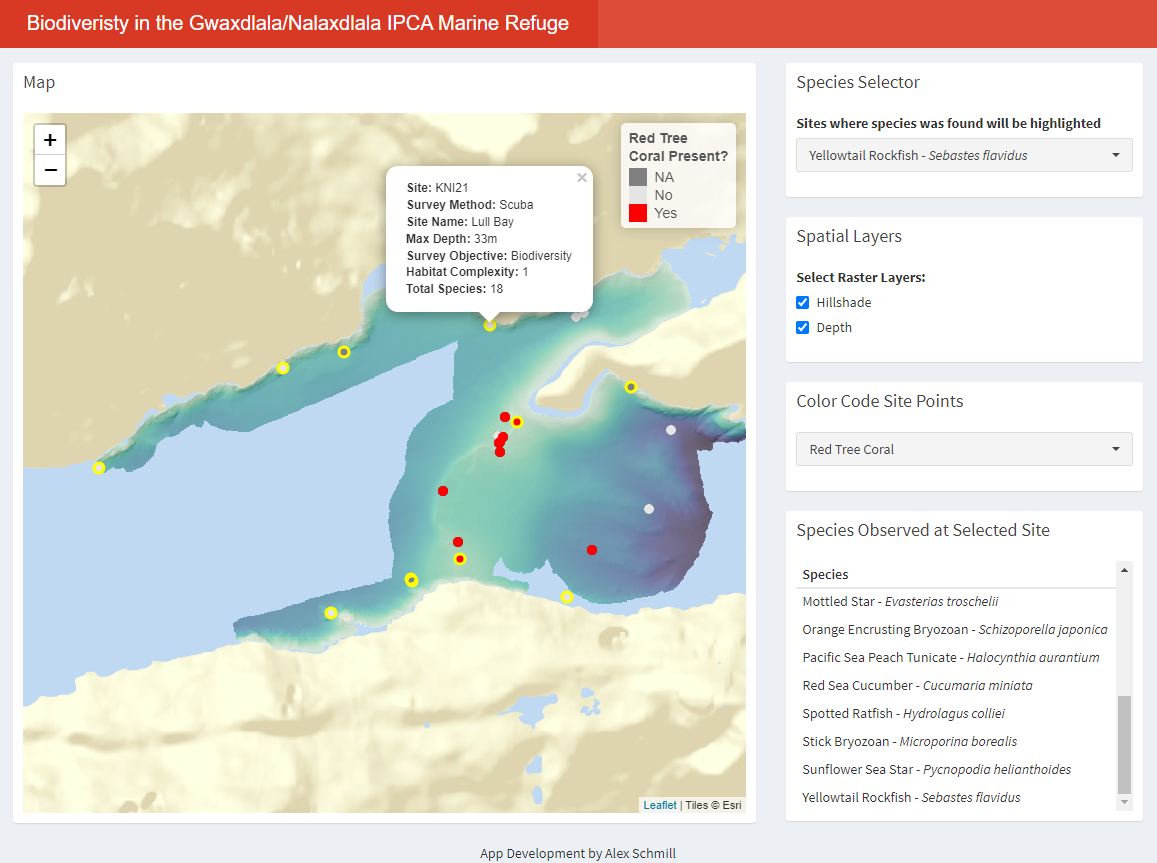 Biodiveristy in the Gwaxdlala/Nalaxdlala IPCA Marine Refuge
Map
+
−
Red Tree
Coral Present?
NA
No
Yes
×
Site: KNI21
Survey Method: Scuba
Site Name: Lull Bay
Max Depth: 33m
Survey Objective: Biodiversity
Habitat Complexity: 1
Total Species: 18
Leaflet | Tiles © Esri
Species Selector
Sites where species was found will be highlighted
Yellowtail Rockfish - Sebastes flavidus
Spatial Layers
Select Raster Layers:
Hillshade
Depth
Color Code Site Points
Red Tree Coral
Species Observed at Selected Site
Species
Mottled Star - Evasterias troschelii
Orange Encrusting Bryozoan - Schizoporella japonica
Pacific Sea Peach Tunicate - Halocynthia aurantium
Red Sea Cucumber - Cucumaria miniata
Spotted Ratfish - Hydrolagus colliei
Stick Bryozoan - Microporina borealis
Sunflower Sea Star - Pycnopodia helianthoides
Yellowtail Rockfish - Sebastes flavidus
App Development by Alex Schmill